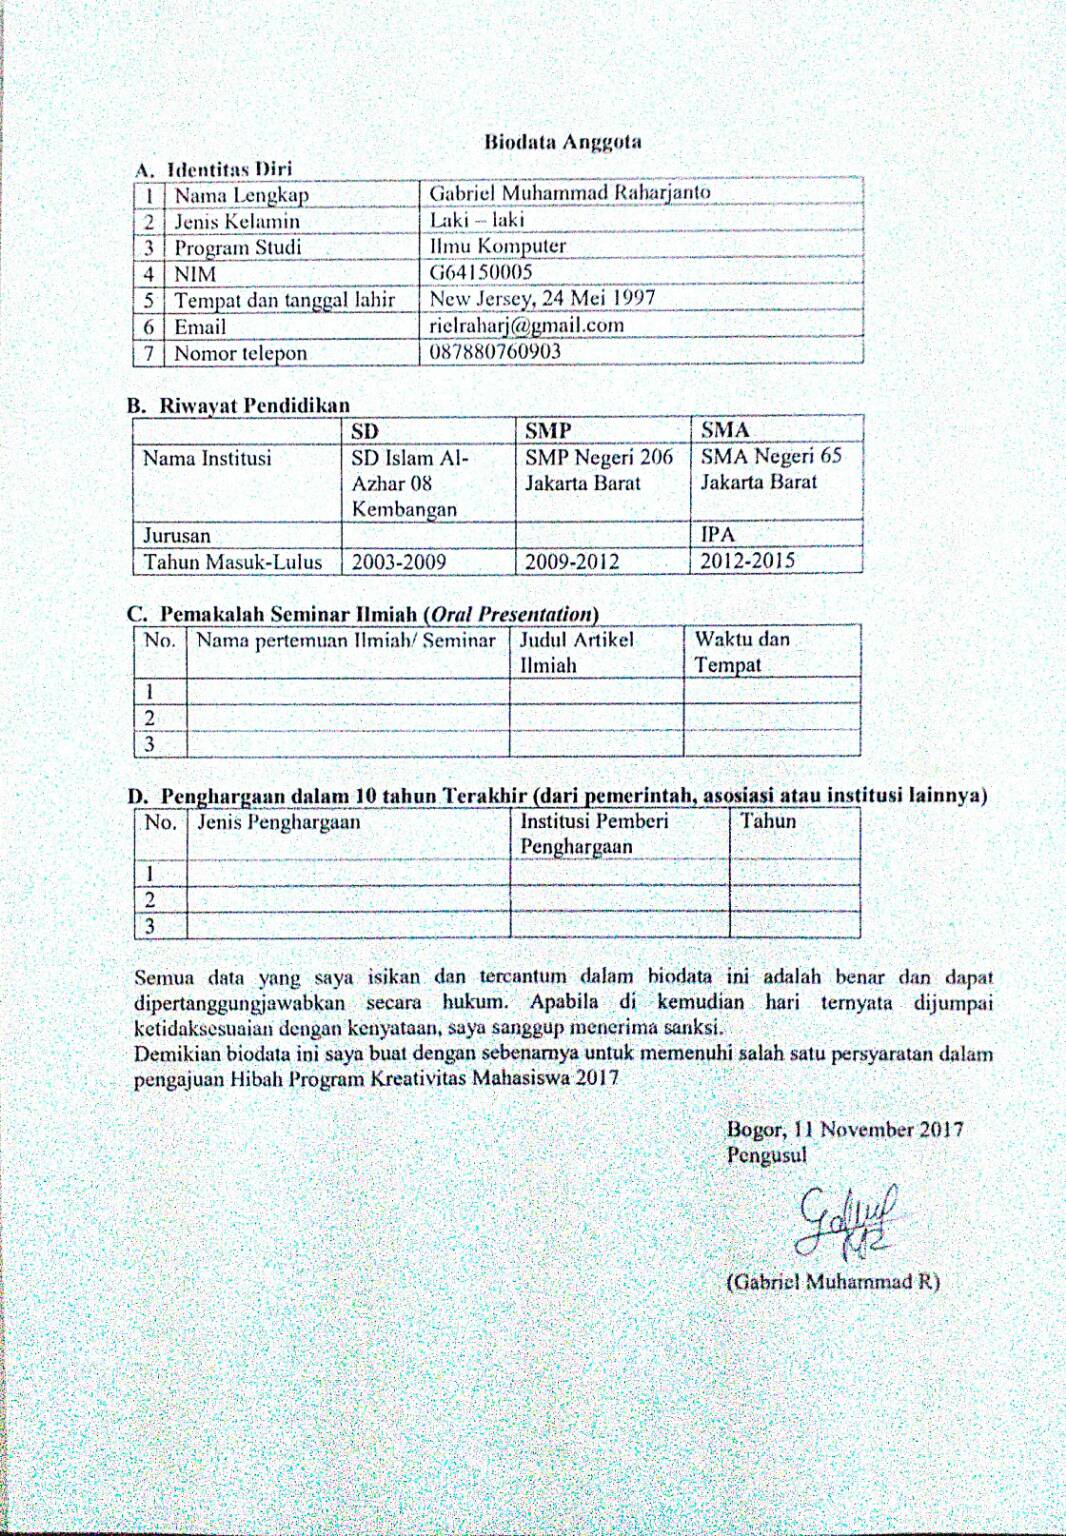 Biodata Anggota
A. Identitas Diri
1 Nama Lengkap Gabriel Muhammad Raharjanto
2 Jenis Kelamin Laki – laki
3 Program Studi Ilmu Komputer
4 NIM G64150005
5 Tempat dan tanggal lahir New Jersey, 24 Mei 1997
6 Email rielraharj@gmail.com
7 Nomor telepon 087880760903
B. Riwayat Pendidikan
SD SMP SMA
Nama Institusi SD Islam Al- SMP Negeri 206 SMA Negeri 65
Azhar 08 Jakarta Barat Jakarta Barat
Kembangan
Jurusan IPA
Tahun Masuk-Lulus 2003-2009 2009-2012 2012-2015
C. Pemakalah Seminar Ilmiah (Oral Presentation)
No. Nama pertemuan Ilmiah/ Seminar Judul Artikel Waktu dan
Ilmiah Tempat
1
2
3
D. Penghargaan dalam 10 tahun Terakhir (dari pemerintah, asosiasi atau institusi lainnya)
No. Jenis Penghargaan Institusi Pemberi Tahun
Penghargaan
1
2
3
Semua data yang saya isikan dan tercantum dalam biodata ini adalah benar dan dapat
dipertanggungjawabkan secara hukum. Apabila di kemudian hari ternyata dijumpai
ketidaksesuaian dengan kenyataan, saya sanggup menerima sanksi.
Demikian biodata ini saya buat dengan sebenarnya untuk memenuhi salah satu persyaratan dalam
pengajuan Hibah Program Kreativitas Mahasiswa 2017
Bogor, 11 November 2017
Pengusul
(Gabriel Muhammad R)